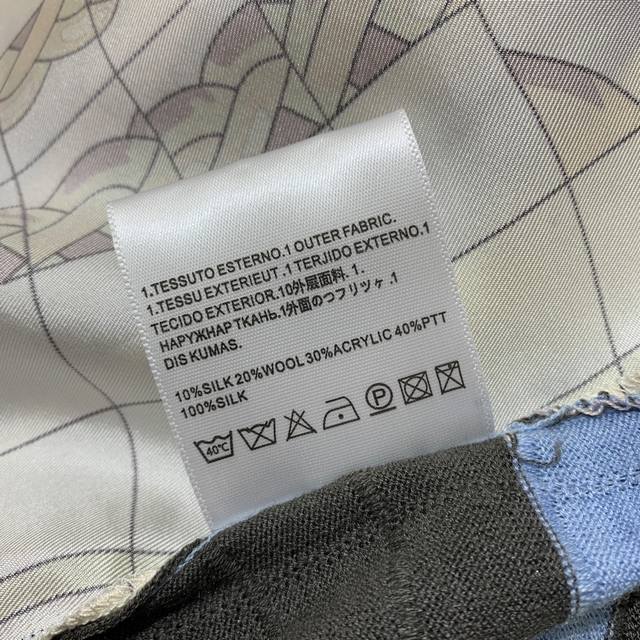 1.TESSUTO ESTERNO.1 OUTER FABRIC.
1.TESSU EXTERIEUT .1 TERJIDO EXTERNO.1
TECIDO EXTERIOR.10外层面料. 1.
НАРУЖНАР ТКАНЬ.1外面のつフリツヶ .1
DIS KUMAS.
10%SILK 20%WOOL 30%ACRYLIC 40%PTT
100%SILK
40℃ P